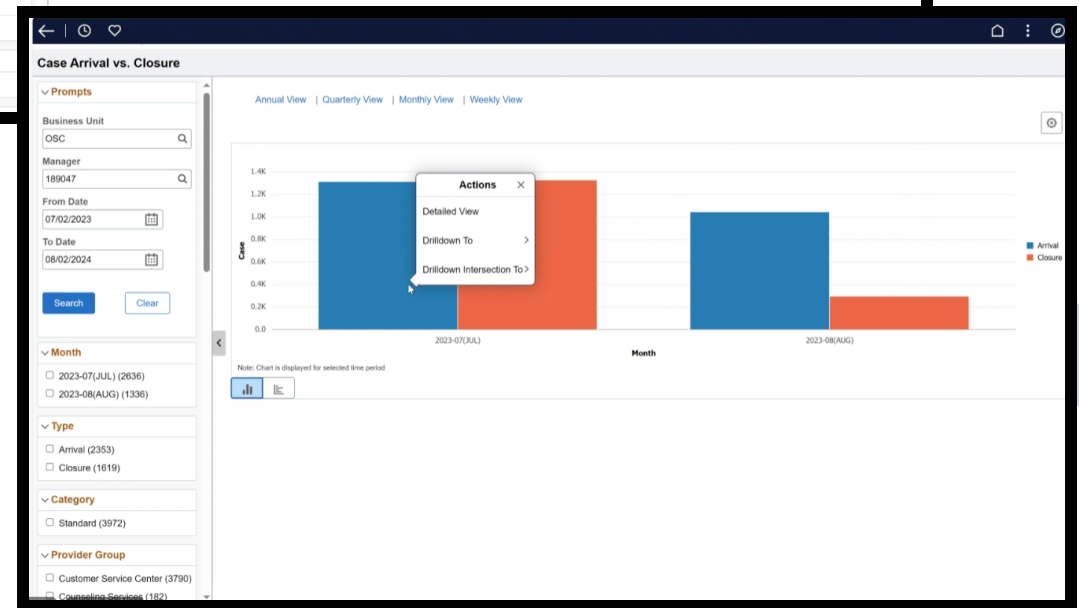 Case Arrival vs. Closure
Prompts
Business Unit
OSC
Manager
189047
From Date
07/02/2023
To Date
08/02/2024
Search Clear
Month
2023-07(JUL) (2636)
2023-08(AUG) (1336)
Type
Arrival (2353)
Closure (1619)
Category
Standard (3972)
Provider Group
Customer Service Center (3790)
Counseling Services (182)
Annual View | Quarterly View | Monthly View | Weekly View
1.4K
1.2K
1.0K
0.8K
0.6K
0.4K
0.2K
0.0
Case
Actions
Detailed View
Drilldown To
Drilldown Intersection To
Arrival
Closure
2023-07(JUL) 2023-08(AUG)
Month
Note: Chart is displayed for selected time period